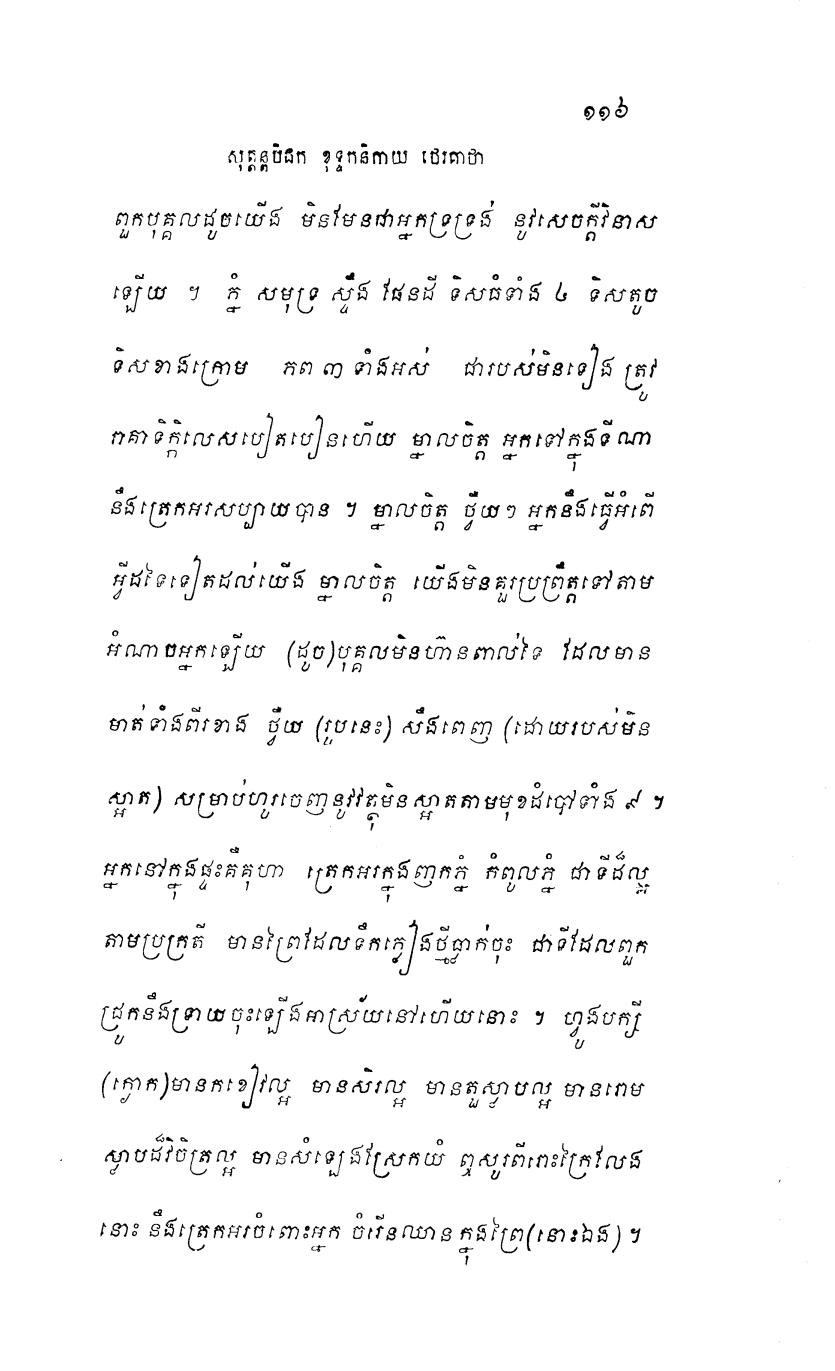 ១១៦
សុត្តន្តបិដក ខុទ្ទកនិកាយ ថេរគាថា
ពួកបុគ្គលដូចយើង មិនមែនជាអ្នកទ្រទ្រង់ នូវសេចក្តីវិនាស
ឡើយ ។ ភ្នំ សមុទ្រ ស្ទឹង ផែនដី ទិសធំទាំង ៤ ទិសតូច
ទិសខាងក្រោម ភព ៣ ទាំងអស់ ជារបស់មិនទៀង ត្រូវ
រាគាទិក្កិលេសបៀតបៀនហើយ ម្នាលចិត្ត អ្នកទៅក្នុងទីណា
នឹងត្រេកអរសប្បាយបាន ។ ម្នាលចិត្ត ថ្វឺយៗ អ្នកនឹងធ្វើអំពើ
អ្វីដទៃទៀតដល់យើង ម្នាលចិត្ត យើងមិនគួរប្រព្រឹត្តទៅតាម
អំណាចអ្នកឡើយ (ដូច)បុគ្គលមិនហ៊ានពាល់ថៃ ដែលមាន
មាត់ទាំងពីរខាង ថ្វឺយ (រូបនេះ) សឹងពេញ (ដោយរបស់មិន
ស្អាត) សម្រាប់ហូរចេញនូវវត្ថុមិនស្អាតតាមមុខដំបៅទាំង ៩ ។
អ្នកនៅក្នុងផ្ទះគឺគុហា ត្រេកអរក្នុងញកភ្នំ កំពូលភ្នំ ជាទីដ៏ល្អ
តាមប្រក្រតី មានព្រៃដែលទឹកភ្លៀងថ្មីធ្លាក់ចុះ ជាទីដែលពួក
ជ្រូកនឹងទ្រាយចុះឡើងអាស្រ័យនៅហើយនោះ ។ ហ្វូងបក្សី
(ក្ងោក)មានកខៀវល្អ មានសិរល្អ មានតួស្លាបល្អ មានរោម
ស្លាបដ៏វិចិត្រល្អ មានសំឡេងស្រែកយំ ឮសូរពីរោះក្រៃលែង
នោះ នឹងត្រេកអរចំពោះអ្នក ចំរើនឈានក្នុងព្រៃ(នោះឯង) ។